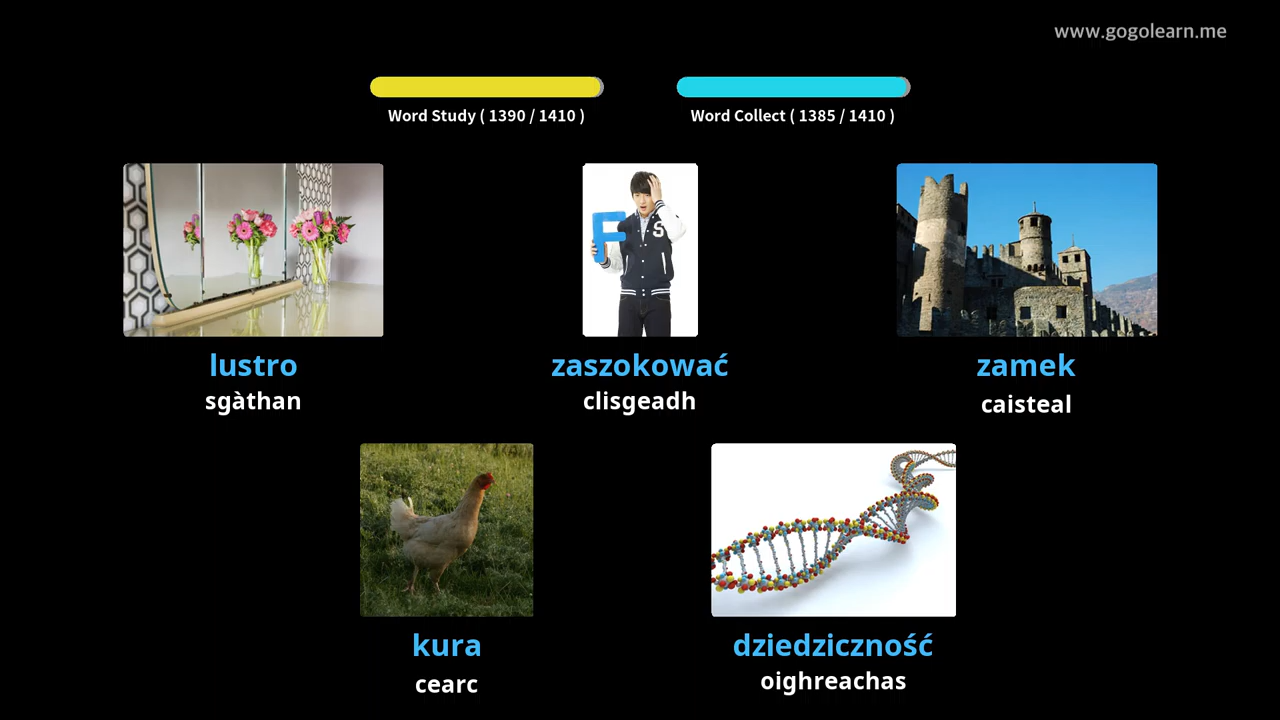 www.gogolearn.me
Word Study ( 1390 / 1410 )
Word Collect ( 1385 / 1410 )
S
lustro
zaszokować
zamek
sgàthan
clisgeadh
caisteal
kura
dziedziczność
cearc
oighreachas